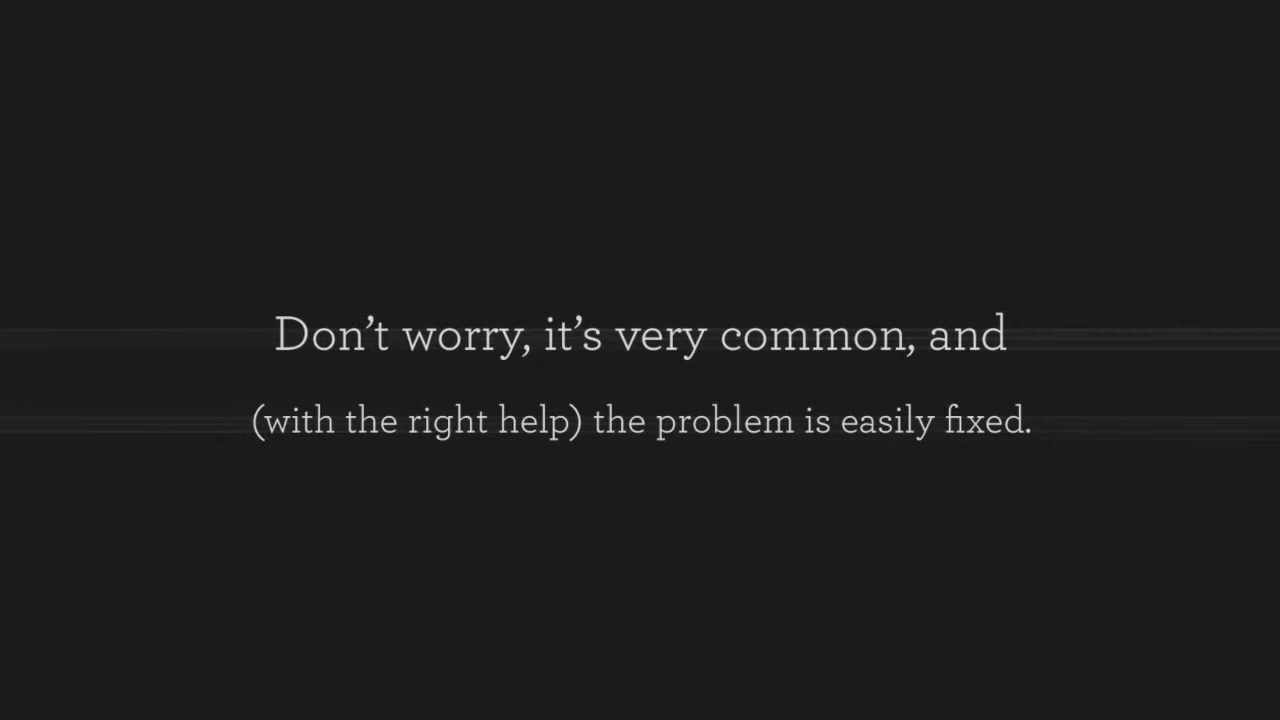 Don’t worry, it’s very common, and
(with the right help) the problem is easily fixed.